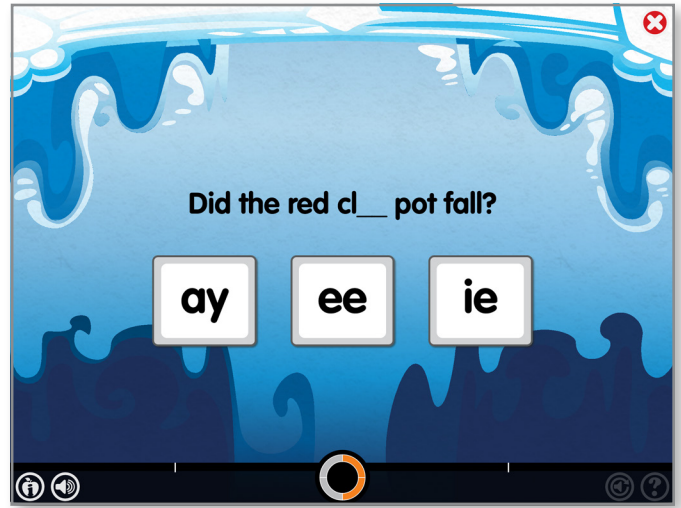 Did the red cl__ pot fall?
ay ee ie